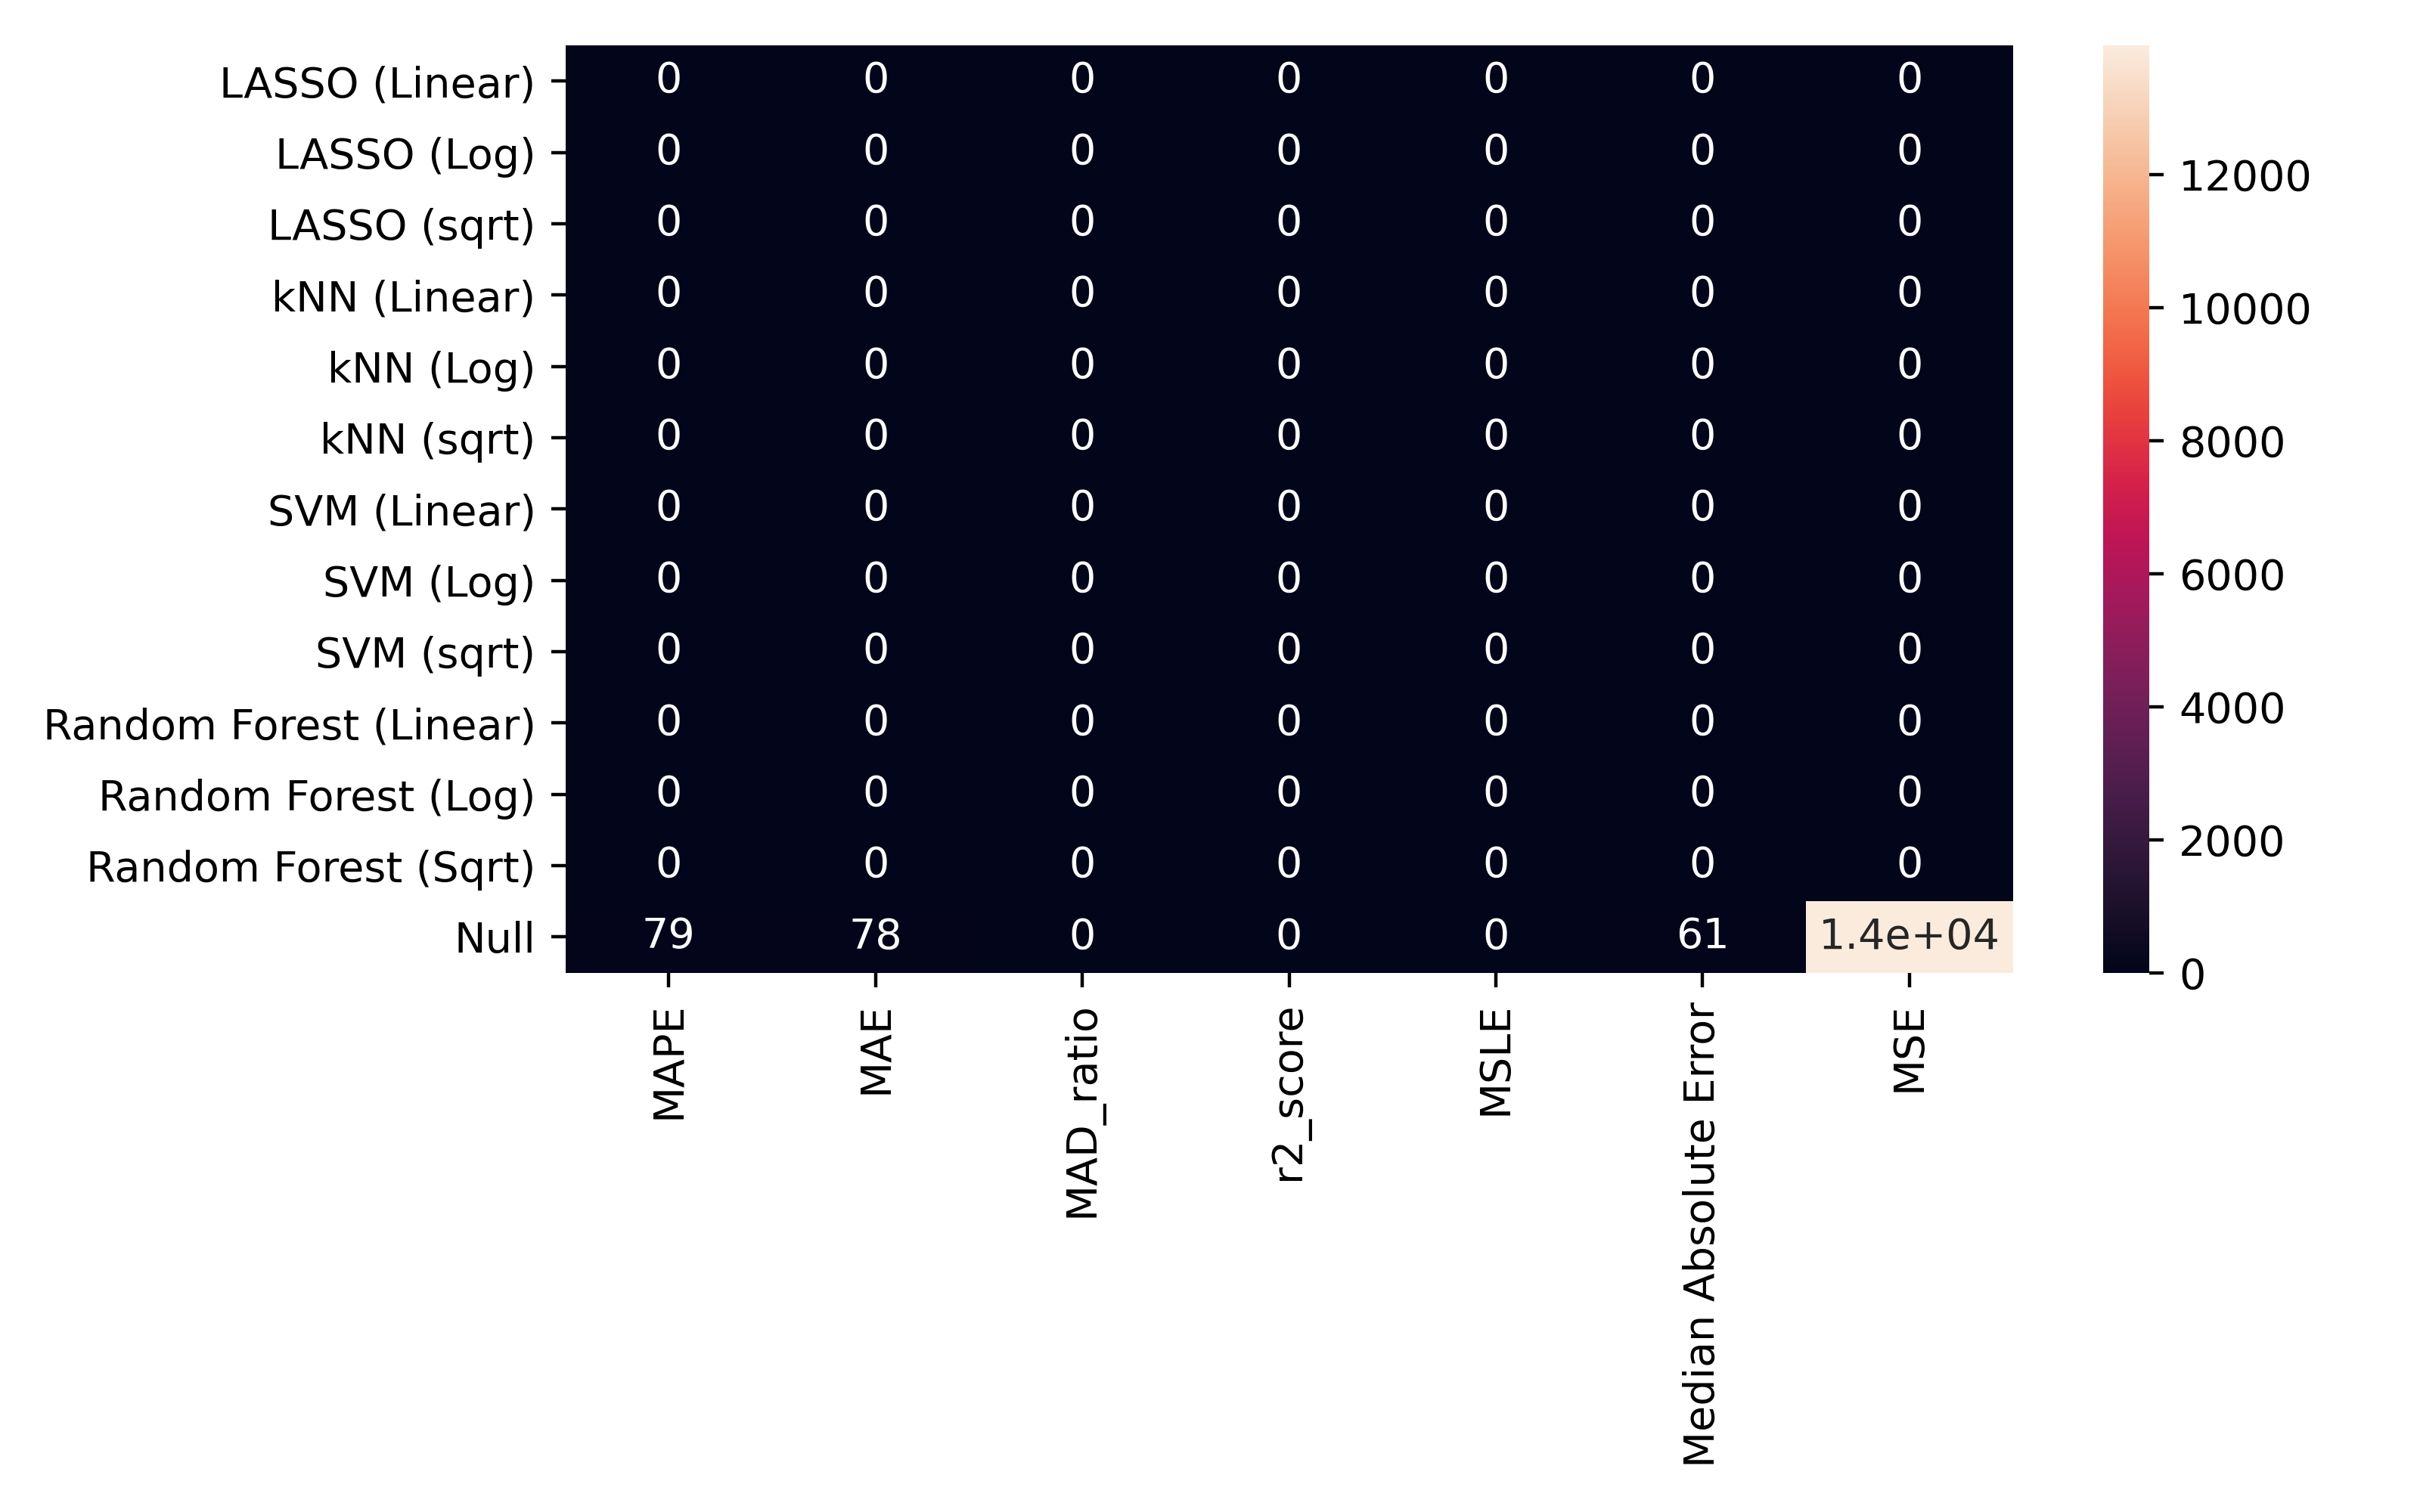 LASSO (Linear) 0 0 0 0 0 0 0
LASSO (Log) 0 0 0 0 0 0 0
LASSO (sqrt) 0 0 0 0 0 0 0
kNN (Linear) 0 0 0 0 0 0 0
kNN (Log) 0 0 0 0 0 0 0
kNN (sqrt) 0 0 0 0 0 0 0
SVM (Linear) 0 0 0 0 0 0 0
SVM (Log) 0 0 0 0 0 0 0
SVM (sqrt) 0 0 0 0 0 0 0
Random Forest (Linear) 0 0 0 0 0 0 0
Random Forest (Log) 0 0 0 0 0 0 0
Random Forest (Sqrt) 0 0 0 0 0 0 0
Null 79 78 0 0 0 61 1.4e+04
MAPE
MAE
MAD_ratio
r2_score
MSLE
Median Absolute Error
MSE
12000
10000
8000
6000
4000
2000
0